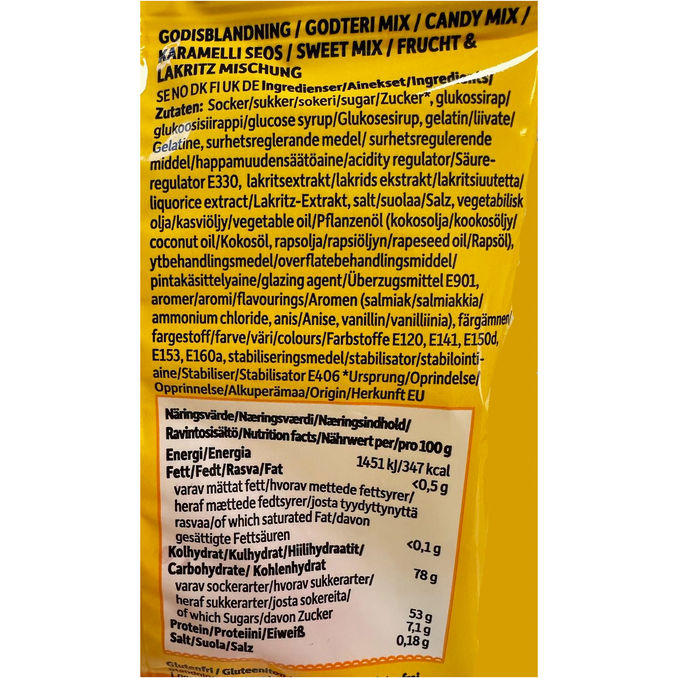 GODISBLANDNING / GODTERI MIX / CANDY MIX /
KARAMELLI SEOS / SWEET MIX / FRUCHT &
LAKRITZ MISCHUNG
SE NO DK FI UK DE Ingredienser/Ainekset/Ingredients/
Zutaten: Socker/sukker/sokeri/sugar/Zucker*, glukossirap/
glukoosisiirappi/glucose syrup/Glukosesirup, gelatin/liivate/
Gelatine, surhetsreglerande medel/ surhetsregulerende
middel/happamuudensäätöaine/acidity regulator/Säure-
regulator E330, lakritsextrakt/lakrids ekstrakt/lakritsiuutetta/
liquorice extract/Lakritz-Extrakt, salt/suolaa/Salz, vegetabilisk
olja/kasviöljy/vegetable oil/Pflanzenöl (kokosolja/kookosöljy/
coconut oil/Kokosöl, rapsolja/rapsiöljyn/rapeseed oil/Rapsöl),
ytbehandlingsmedel/overflatebehandlingsmiddel/
pintakäsittelyaine/glazing agent/Überzugsmittel E901,
aromer/aromi/flavourings/Aromen (salmiak/salmiakkia/
ammonium chloride, anis/Anise, vanillin/vanilliinia), färgämnen/
fargestoff/farve/väri/colours/Farbstoffe E120, E141, E150d,
E153, E160a, stabiliseringsmedel/stabilisator/stabilointi-
aine/Stabiliser/Stabilisator E406 *Ursprung/Oprindelse/
Opprinnelse/Alkuperämaa/Origin/Herkunft EU
Näringsvärde/Næringsværdi/Næringsindhold/
Ravintosisältö/Nutrition facts/Nährwert per/pro 100 g
Energi/Energia 1451 kJ/347 kcal
Fett/Fedt/Rasva/Fat <0,5 g
varav mättat fett/hvorav mettede fettsyrer/
heraf mættede fedtsyrer/josta tyydyttynyttä
rasvaa/of which saturated Fat/davon
gesättigte Fettsäuren <0,1 g
Kolhydrat/Kulhydrat/Hiilihydraatit/
Carbohydrate/ Kohlenhydrat 78 g
varav sockerarter/hvorav sukkerarter/
heraf sukkerarter/josta sokereita/
of which Sugars/davon Zucker 53 g
Protein/Proteiini/Eiweiß 7,1 g
Salt/Suola/Salz 0,18 g
Glutenfri / Gluteeniton